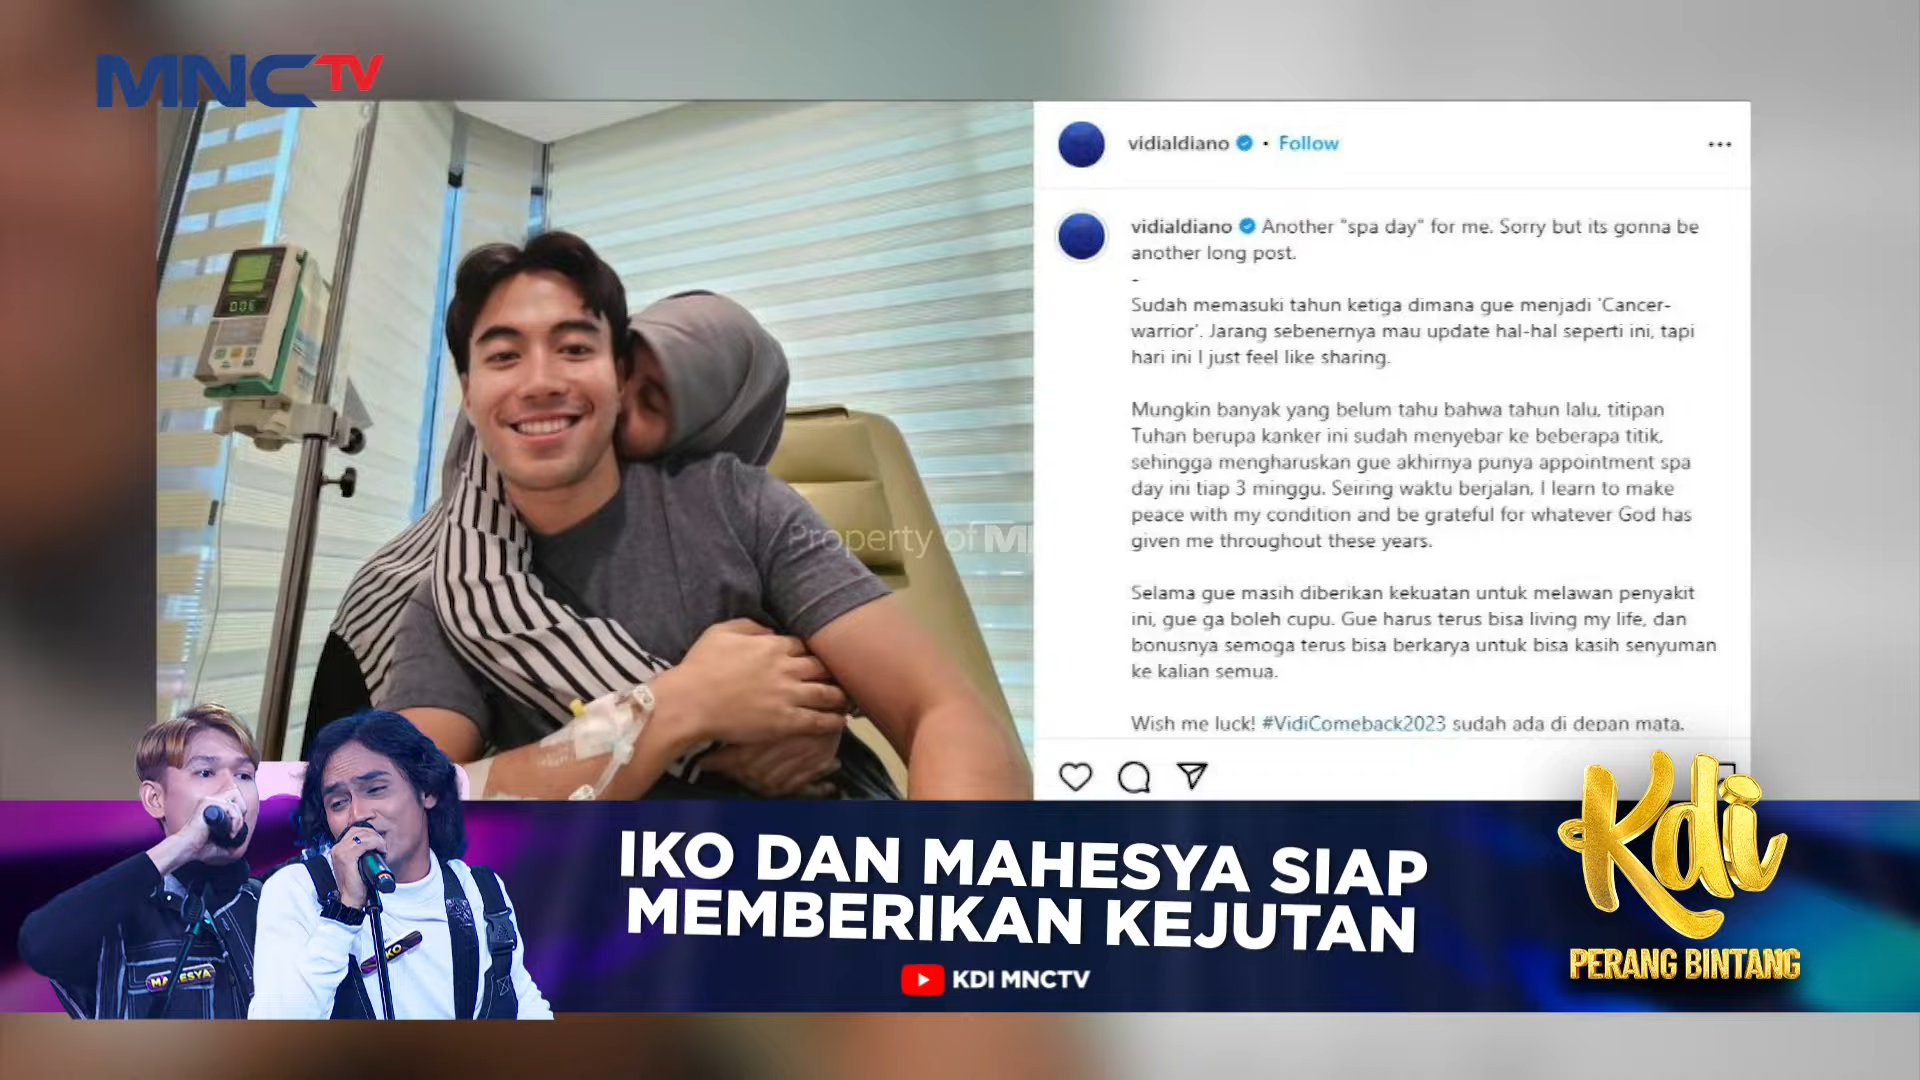 MNCTV
vidialdiano • Follow
vidialdiano Another "spa day" for me. Sorry but its gonna be
another long post.
-
Sudah memasuki tahun ketiga dimana gue menjadi 'Cancer-
warrior'. Jarang sebenernya mau update hal-hal seperti ini, tapi
hari ini I just feel like sharing.
Mungkin banyak yang belum tahu bahwa tahun lalu, titipan
Tuhan berupa kanker ini sudah menyebar ke beberapa titik,
sehingga mengharuskan gue akhirnya punya appointment spa
day ini tiap 3 minggu. Seiring waktu berjalan, I learn to make
peace with my condition and be grateful for whatever God has
given me throughout these years.
Selama gue masih diberikan kekuatan untuk melawan penyakit
ini, gue ga boleh cupu. Gue harus terus bisa living my life, dan
bonusnya semoga terus bisa berkarya untuk bisa kasih senyuman
ke kalian semua.
Wish me luck! #VidiComeback2023 sudah ada di depan mata.
Property of M
IKO DAN MAHESYA SIAP
MEMBERIKAN KEJUTAN
KDI MNCTV
Kdi
PERANG BINTANG